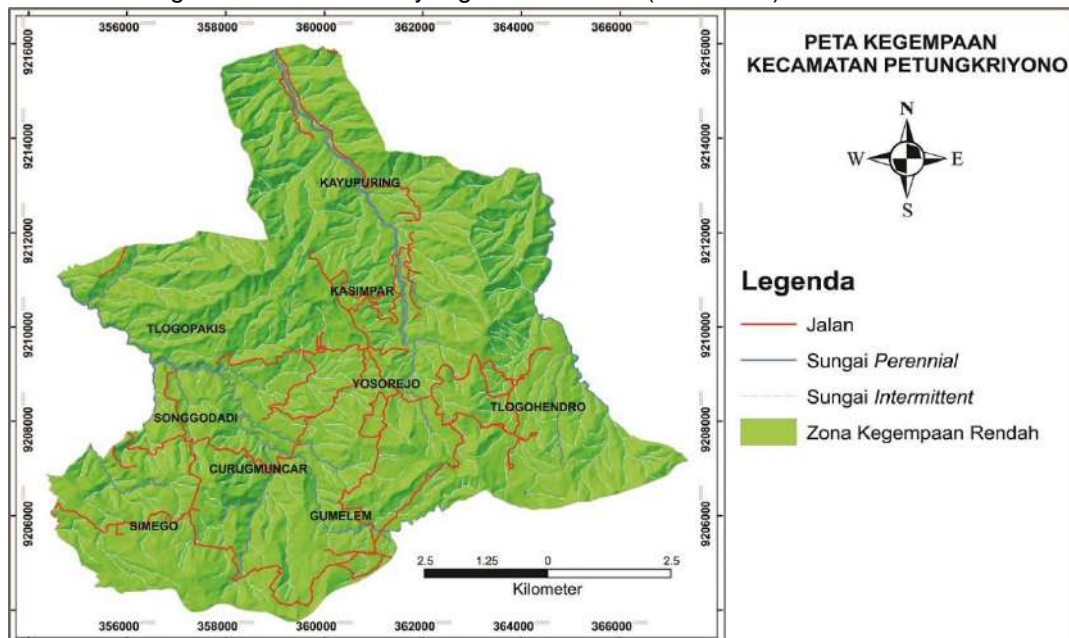 356000 358000 360000 362000 364000 366000
PETA KEGEMPAAN
KECAMATAN PETUNGKRIYONO
N
W E
S
9216000 9216000
9214000 9214000
9212000 9212000
9210000 9210000
9208000 9208000
9206000 9206000
KAYUPURING
KASIMPAR
TLOGOPAKIS
YOSOREJO
TLOGOHENDRO
SONGGODADI
CURUGMUNCAR
GUMELEM
SIMEGO
2.5 1.25 0 2.5
Kilometer
356000 358000 360000 362000 364000 366000
Legenda
Jalan
Sungai Perennial
Sungai Intermittent
Zona Kegempaan Rendah